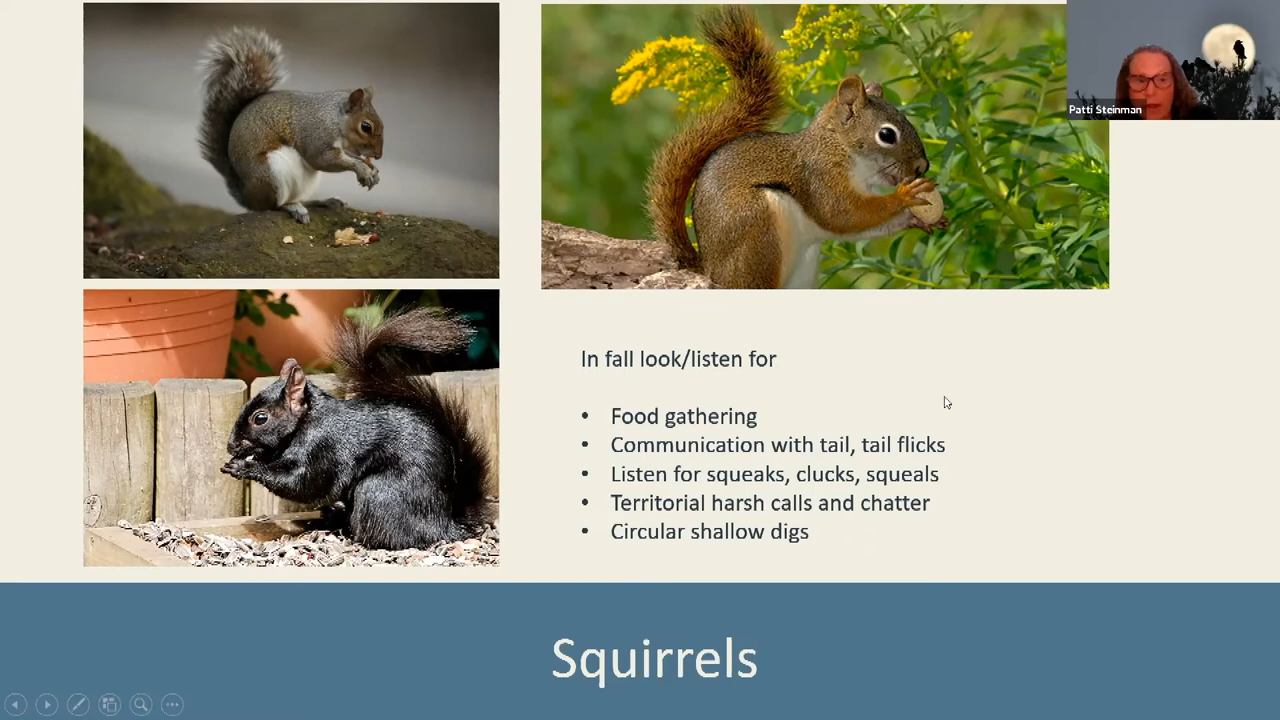 Patti Steinman
In fall look/listen for
• Food gathering
• Communication with tail, tail flicks
• Listen for squeaks, clucks, squeals
• Territorial harsh calls and chatter
• Circular shallow digs
Squirrels